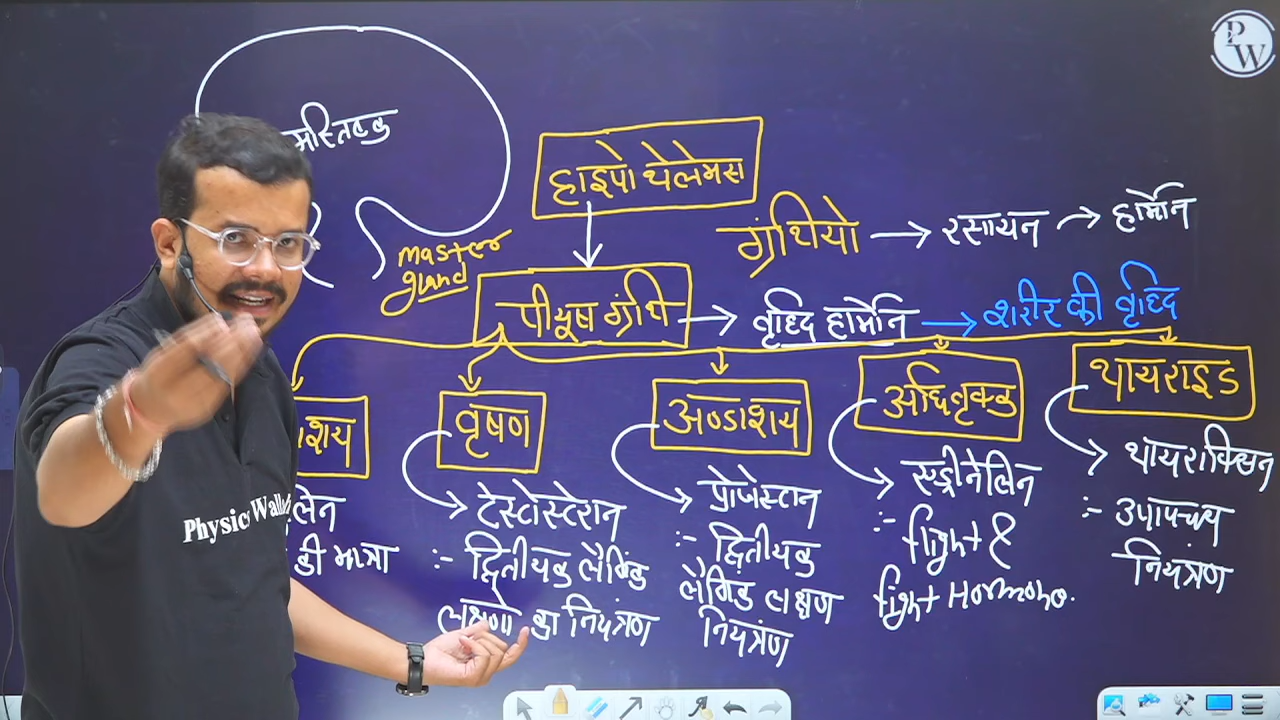 PW
मस्तिष्क
हाइपोथेलेमस
ग्रंथियो → रसायन → हार्मोन
master
gland
पीयूष ग्रंथि → वृध्दि हार्मोन → शरीर की वृध्दि
शय
वृषण
अण्डाशय
अधिवृक्क
थायराइड
लिन
की मात्रा
टेस्टोस्टेरान
:- द्वितीयक लैंगिक
लक्षणो का नियंत्रण
प्रोजेस्टान
:- द्वितीयक
लैंगिक लक्षण
नियंत्रण
एड्रीनेलिन
:- flight &
fight Hormone.
थायराक्सिन
:- उपापचय
नियंत्रण
Physics Wallah